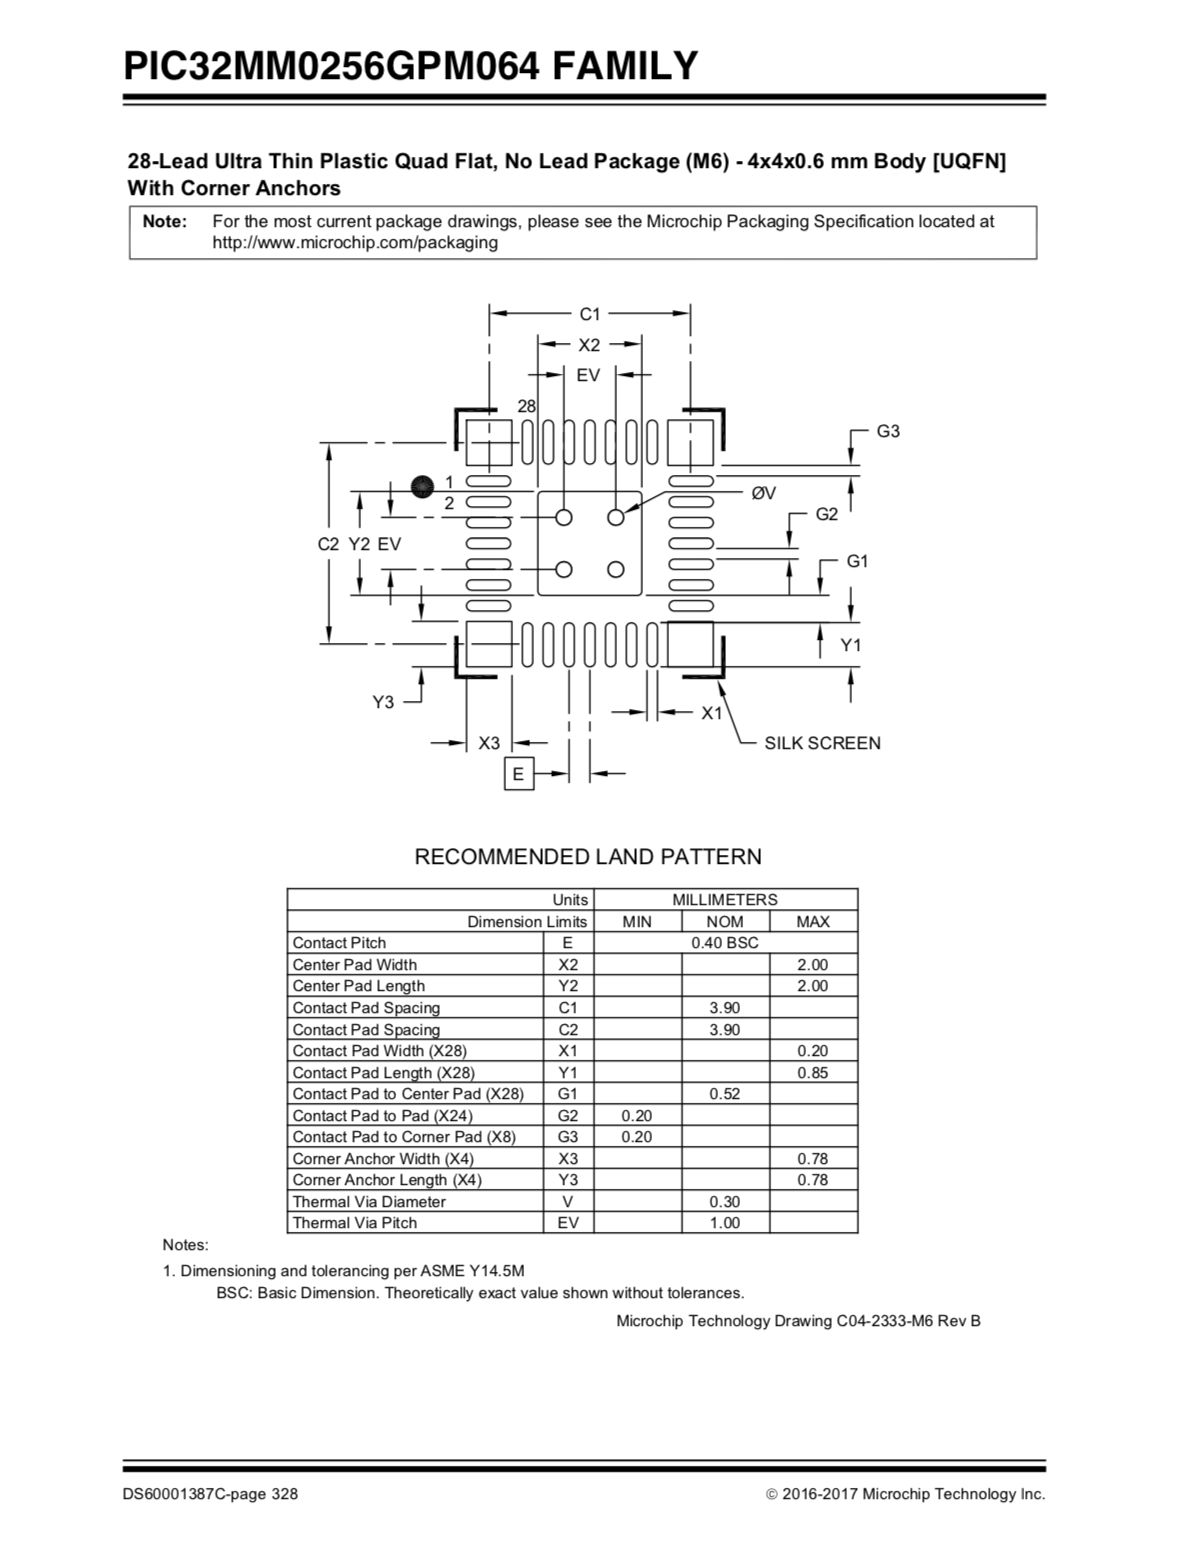 PIC32MM0256GPM064 FAMILY
28-Lead Ultra Thin Plastic Quad Flat, No Lead Package (M6) - 4x4x0.6 mm Body [UQFN]
With Corner Anchors
Note: For the most current package drawings, please see the Microchip Packaging Specification located at
http://www.microchip.com/packaging
C1
X2
EV
28
G3
1
2
ØV
G2
C2 Y2 EV
G1
Y1
Y3
X1
X3
SILK SCREEN
E
RECOMMENDED LAND PATTERN
Units MILLIMETERS
Dimension Limits MIN NOM MAX
Contact Pitch E 0.40 BSC
Center Pad Width X2 2.00
Center Pad Length Y2 2.00
Contact Pad Spacing C1 3.90
Contact Pad Spacing C2 3.90
Contact Pad Width (X28) X1 0.20
Contact Pad Length (X28) Y1 0.85
Contact Pad to Center Pad (X28) G1 0.52
Contact Pad to Pad (X24) G2 0.20
Contact Pad to Corner Pad (X8) G3 0.20
Corner Anchor Width (X4) X3 0.78
Corner Anchor Length (X4) Y3 0.78
Thermal Via Diameter V 0.30
Thermal Via Pitch EV 1.00
Notes:
1. Dimensioning and tolerancing per ASME Y14.5M
BSC: Basic Dimension. Theoretically exact value shown without tolerances.
Microchip Technology Drawing C04-2333-M6 Rev B
DS60001387C-page 328 © 2016-2017 Microchip Technology Inc.